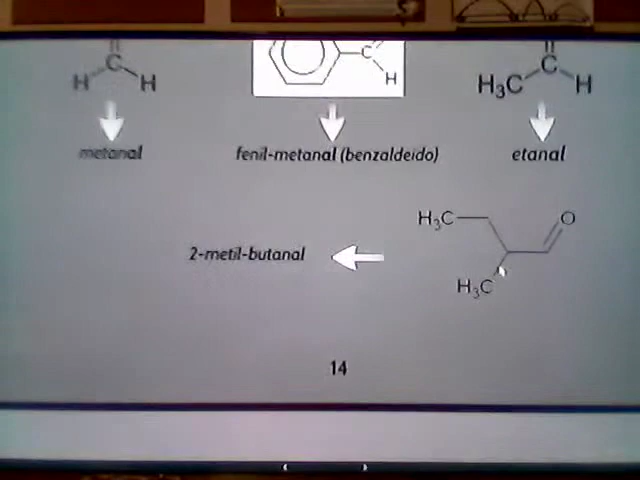 C
H H
C
H
C
H₃C H
metanal
fenil-metanal (benzaldeído)
etanal
H₃C
O
2-metil-butanal
H₃C
14